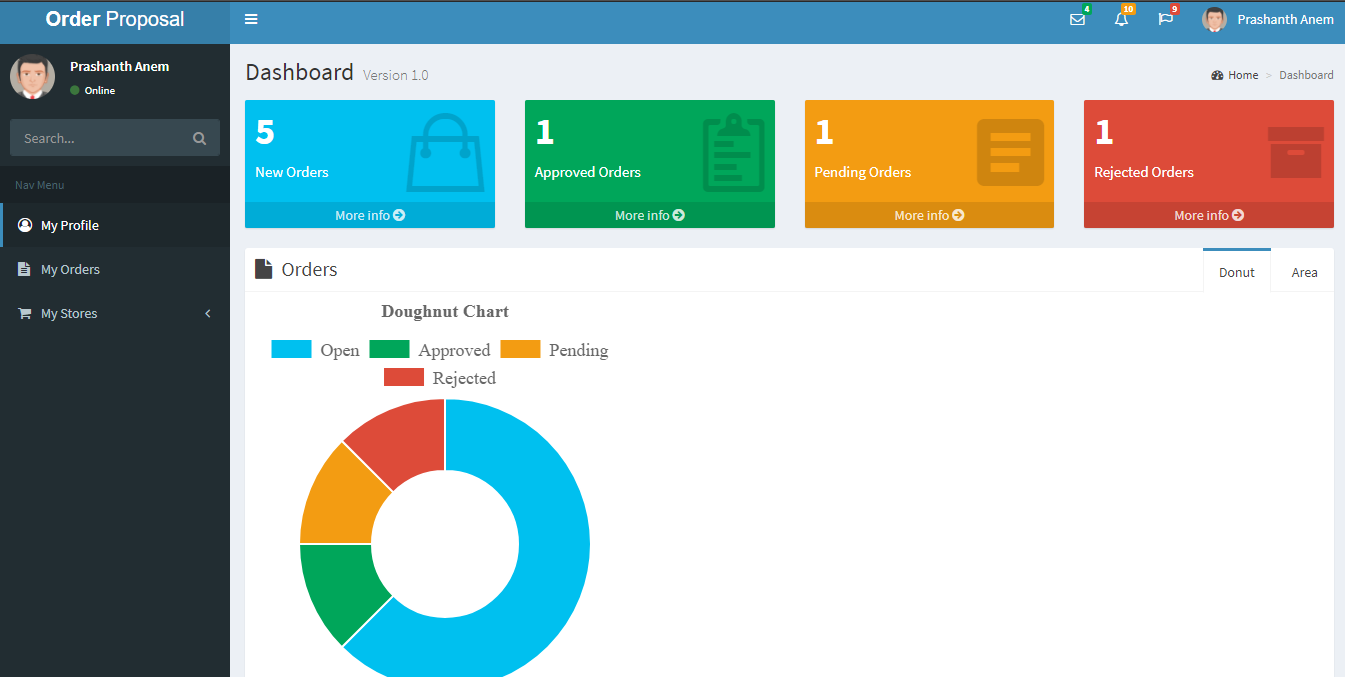 Order Proposal
4
10
9
Prashanth Anem
Prashanth Anem
Online
Search...
Nav Menu
My Profile
My Orders
My Stores
Dashboard Version 1.0
Home > Dashboard
5
New Orders
More info
1
Approved Orders
More info
1
Pending Orders
More info
1
Rejected Orders
More info
Orders
Donut
Area
Doughnut Chart
Open Approved Pending
Rejected